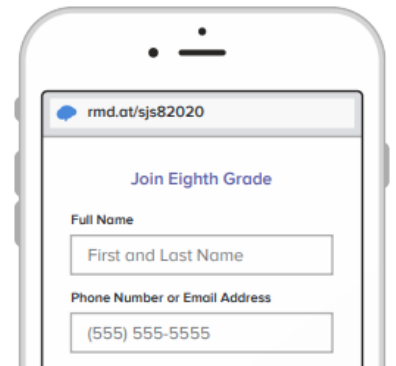 rmd.at/sjs82020
Join Eighth Grade
Full Name
First and Last Name
Phone Number or Email Address
(555) 555-5555